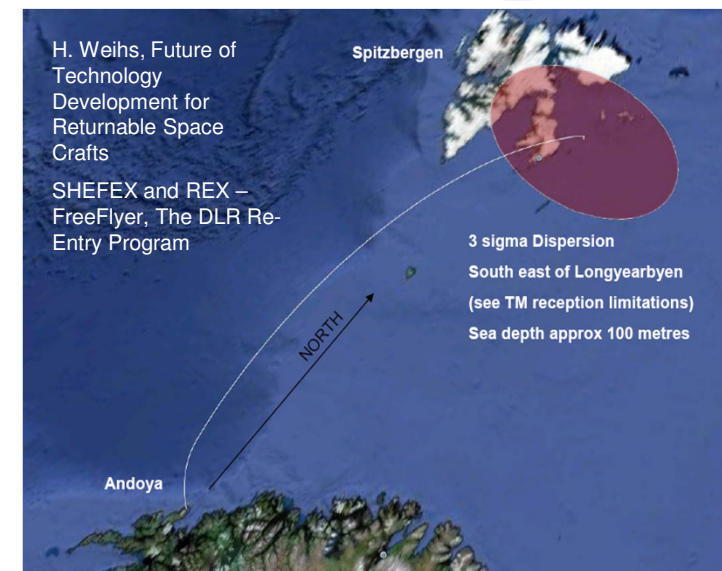 H. Weihs, Future of
Technology
Development for
Returnable Space
Crafts
SHEFEX and REX –
FreeFlyer, The DLR Re-
Entry Program
Spitzbergen
3 sigma Dispersion
South east of Longyearbyen
(see TM reception limitations)
Sea depth approx 100 metres
NORTH
Andoya